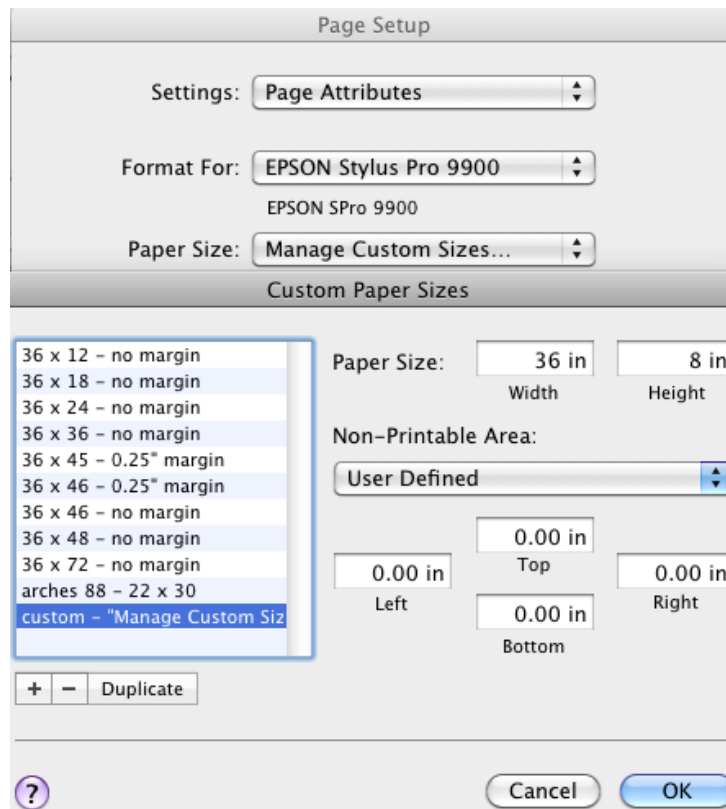 Page Setup
Settings: Page Attributes
Format For: EPSON Stylus Pro 9900
EPSON SPro 9900
Paper Size: Manage Custom Sizes...
Custom Paper Sizes
36 x 12 – no margin
36 x 18 – no margin
36 x 24 – no margin
36 x 36 – no margin
36 x 45 – 0.25" margin
36 x 46 – 0.25" margin
36 x 46 – no margin
36 x 48 – no margin
36 x 72 – no margin
arches 88 – 22 x 30
custom – "Manage Custom Siz
+ – Duplicate
Paper Size: 36 in 8 in
Width Height
Non-Printable Area:
User Defined
0.00 in
Top
0.00 in 0.00 in
Left Right
0.00 in
Bottom
? Cancel OK